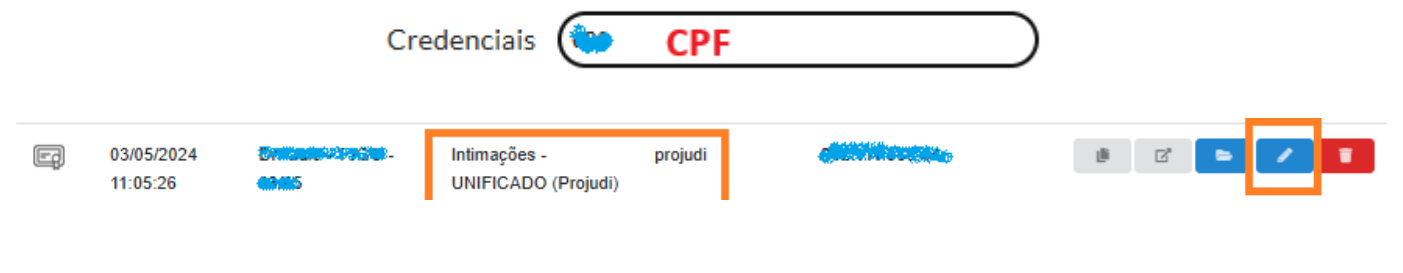 Credenciais CPF
03/05/2024 Intimações - projudi
11:05:26 UNIFICADO (Projudi)